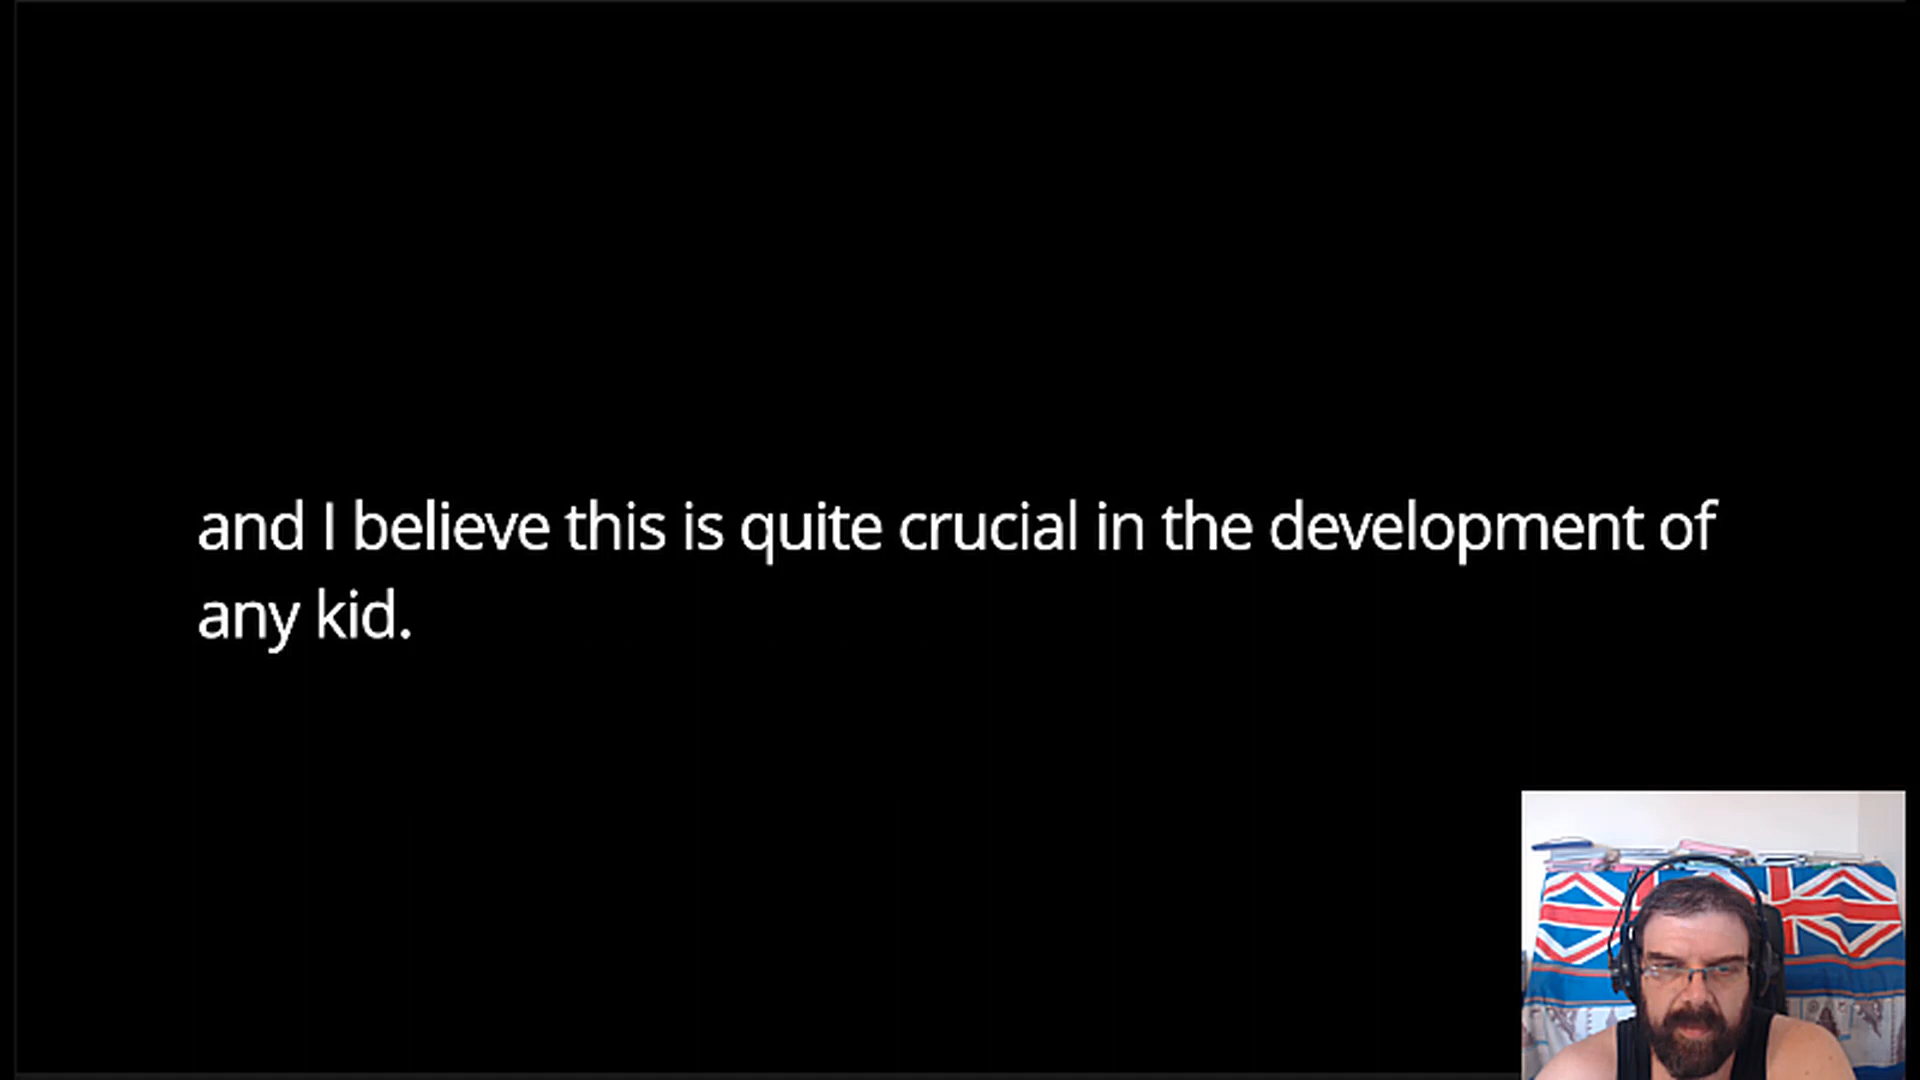 and I believe this is quite crucial in the development of
any kid.